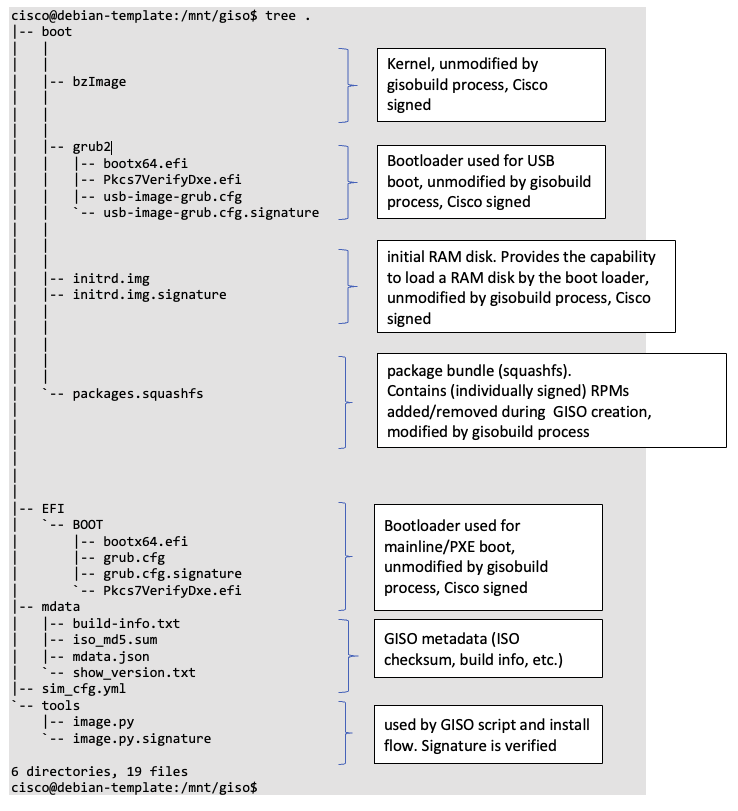 cisco@debian-template:/mnt/giso$ tree .
|-- boot
|   |-- bzImage
Kernel, unmodified by
gisobuild process, Cisco
signed
|   |-- grub2
|   |   |-- bootx64.efi
|   |   |-- Pkcs7VerifyDxe.efi
|   |   |-- usb-image-grub.cfg
|   |   `-- usb-image-grub.cfg.signature
Bootloader used for USB
boot, unmodified by gisobuild
process, Cisco signed
|   |-- initrd.img
|   |-- initrd.img.signature
initial RAM disk. Provides the capability
to load a RAM disk by the boot loader,
unmodified by gisobuild process, Cisco
signed
|   `-- packages.squashfs
package bundle (squashfs).
Contains (individually signed) RPMs
added/removed during  GISO creation,
modified by gisobuild process
|-- EFI
|   `-- BOOT
|       |-- bootx64.efi
|       |-- grub.cfg
|       |-- grub.cfg.signature
|       `-- Pkcs7VerifyDxe.efi
Bootloader used for
mainline/PXE boot,
unmodified by gisobuild
process, Cisco signed
|-- mdata
|   |-- build-info.txt
|   |-- iso_md5.sum
|   |-- mdata.json
|   `-- show_version.txt
|-- sim_cfg.yml
GISO metadata (ISO
checksum, build info, etc.)
`-- tools
    |-- image.py
    `-- image.py.signature
used by GISO script and install
flow. Signature is verified
6 directories, 19 files
cisco@debian-template:/mnt/giso$